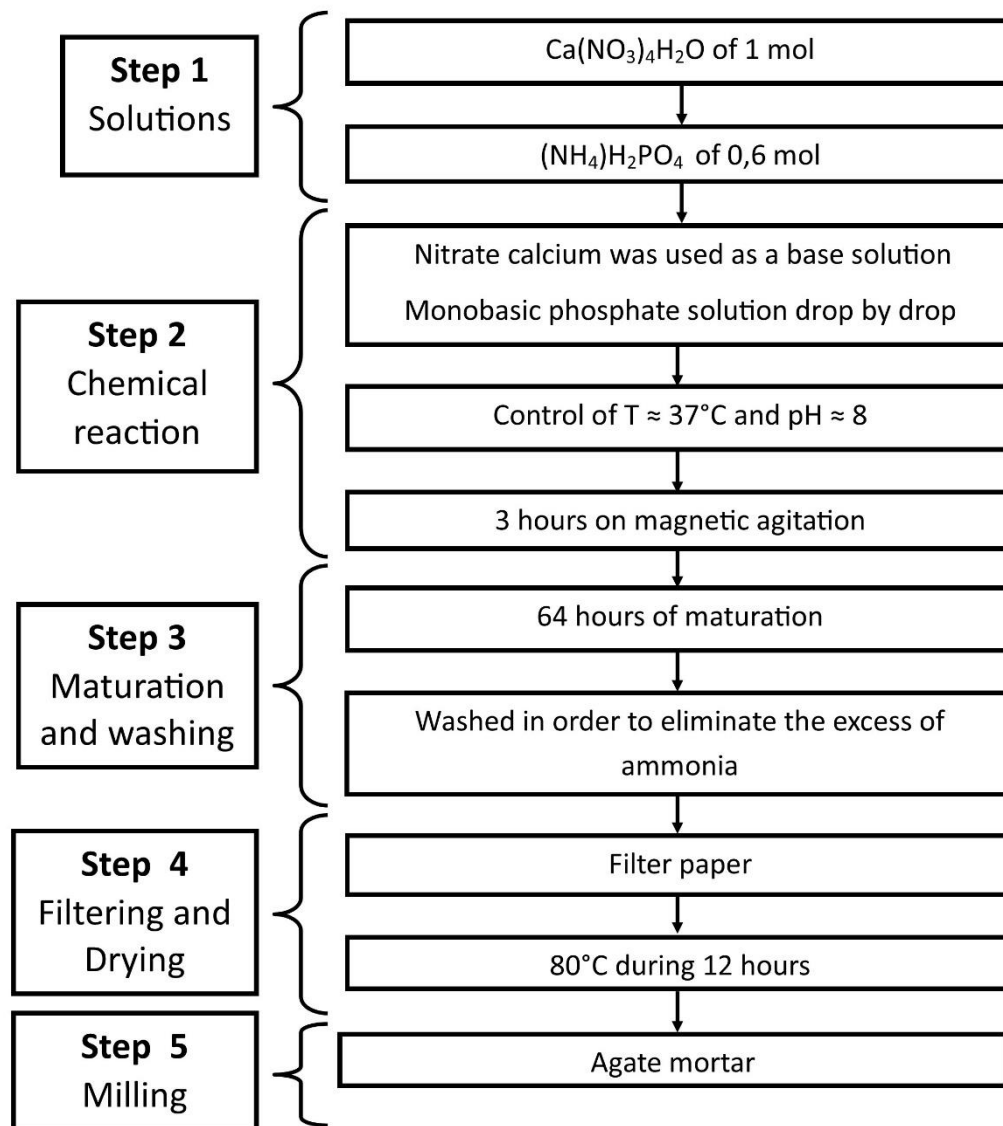 Step 1
Solutions
Ca(NO₃)₄H₂O of 1 mol
(NH₄)H₂PO₄ of 0,6 mol
Step 2
Chemical
reaction
Nitrate calcium was used as a base solution
Monobasic phosphate solution drop by drop
Control of T ≈ 37°C and pH ≈ 8
3 hours on magnetic agitation
Step 3
Maturation
and washing
64 hours of maturation
Washed in order to eliminate the excess of
ammonia
Step 4
Filtering and
Drying
Filter paper
80°C during 12 hours
Step 5
Milling
Agate mortar